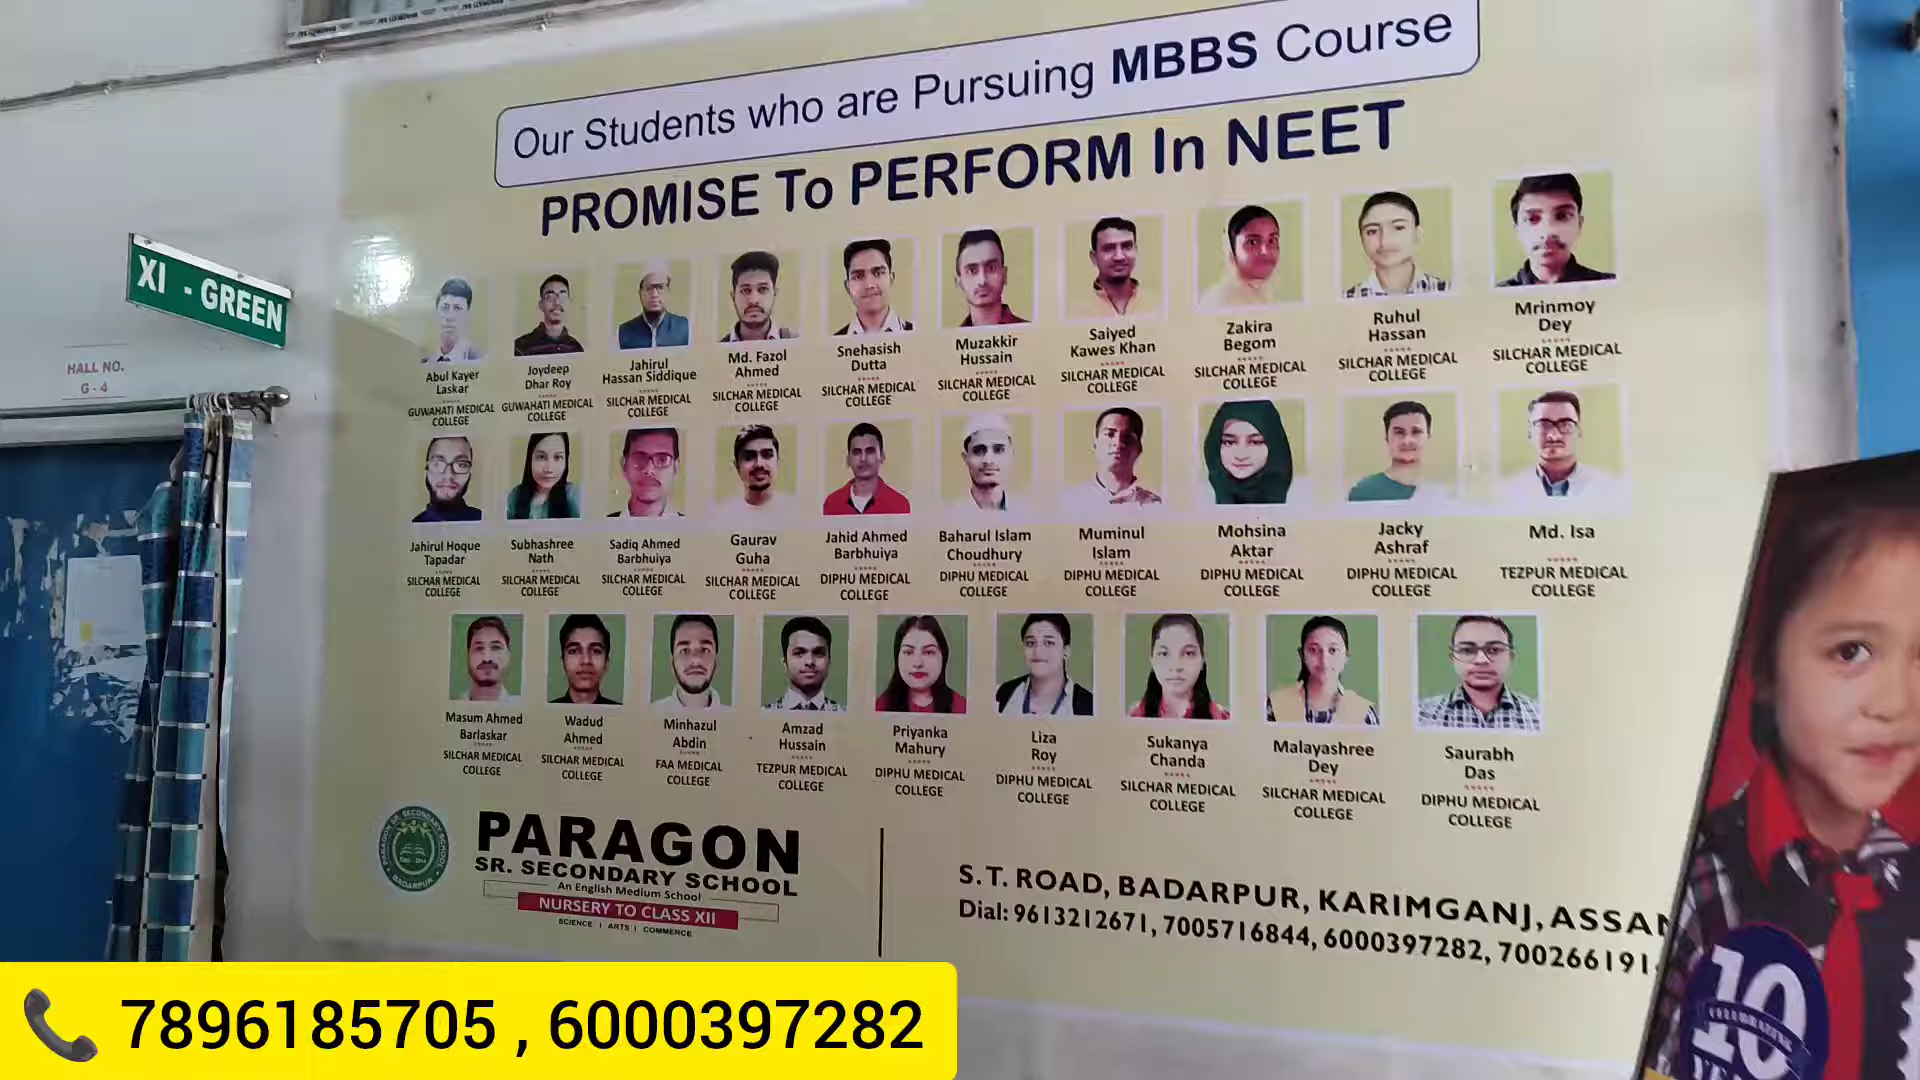 Our Students who are Pursuing MBBS Course
PROMISE To PERFORM In NEET
XI - GREEN
HALL NO.
G - 4
Abul Kayer
Laskar
GUWAHATI MEDICAL
COLLEGE
Joydeep
Dhar Roy
GUWAHATI MEDICAL
COLLEGE
Jahirul
Hassan Siddique
SILCHAR MEDICAL
COLLEGE
Md. Fazol
Ahmed
SILCHAR MEDICAL
COLLEGE
Snehasish
Dutta
SILCHAR MEDICAL
COLLEGE
Muzakkir
Hussain
SILCHAR MEDICAL
COLLEGE
Saiyed
Kawes Khan
SILCHAR MEDICAL
COLLEGE
Zakira
Begom
SILCHAR MEDICAL
COLLEGE
Ruhul
Hassan
SILCHAR MEDICAL
COLLEGE
Mrinmoy
Dey
SILCHAR MEDICAL
COLLEGE
Jahirul Hoque
Tapadar
SILCHAR MEDICAL
COLLEGE
Subhashree
Nath
SILCHAR MEDICAL
COLLEGE
Sadiq Ahmed
Barbhuiya
SILCHAR MEDICAL
COLLEGE
Gaurav
Guha
SILCHAR MEDICAL
COLLEGE
Jahid Ahmed
Barbhuiya
DIPHU MEDICAL
COLLEGE
Baharul Islam
Choudhury
DIPHU MEDICAL
COLLEGE
Muminul
Islam
DIPHU MEDICAL
COLLEGE
Mohsina
Aktar
DIPHU MEDICAL
COLLEGE
Jacky
Ashraf
DIPHU MEDICAL
COLLEGE
Md. Isa
TEZPUR MEDICAL
COLLEGE
Masum Ahmed
Barlaskar
SILCHAR MEDICAL
COLLEGE
Wadud
Ahmed
SILCHAR MEDICAL
COLLEGE
Minhazul
Abdin
FAA MEDICAL
COLLEGE
Amzad
Hussain
TEZPUR MEDICAL
COLLEGE
Priyanka
Mahury
DIPHU MEDICAL
COLLEGE
Liza
Roy
DIPHU MEDICAL
COLLEGE
Sukanya
Chanda
SILCHAR MEDICAL
COLLEGE
Malayashree
Dey
SILCHAR MEDICAL
COLLEGE
Saurabh
Das
DIPHU MEDICAL
COLLEGE
PARAGON SR. SECONDARY SCHOOL
BADARPUR
PARAGON
SR. SECONDARY SCHOOL
An English Medium School
NURSERY TO CLASS XII
SCIENCE | ARTS | COMMERCE
S.T. ROAD, BADARPUR, KARIMGANJ, ASSA
Dial: 9613212671, 7005716844, 6000397282, 700266191
10
7896185705 , 6000397282